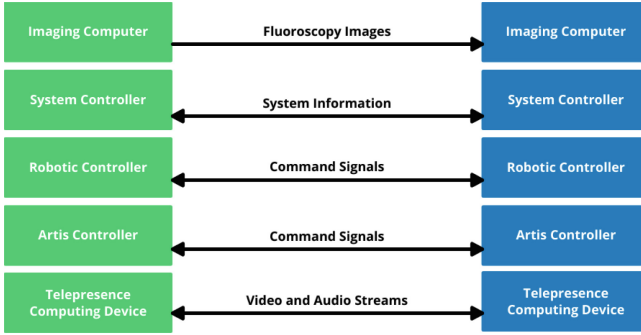 Imaging Computer
Fluoroscopy Images
Imaging Computer
System Controller
System Information
System Controller
Robotic Controller
Command Signals
Robotic Controller
Artis Controller
Command Signals
Artis Controller
Telepresence
Computing Device
Video and Audio Streams
Telepresence
Computing Device